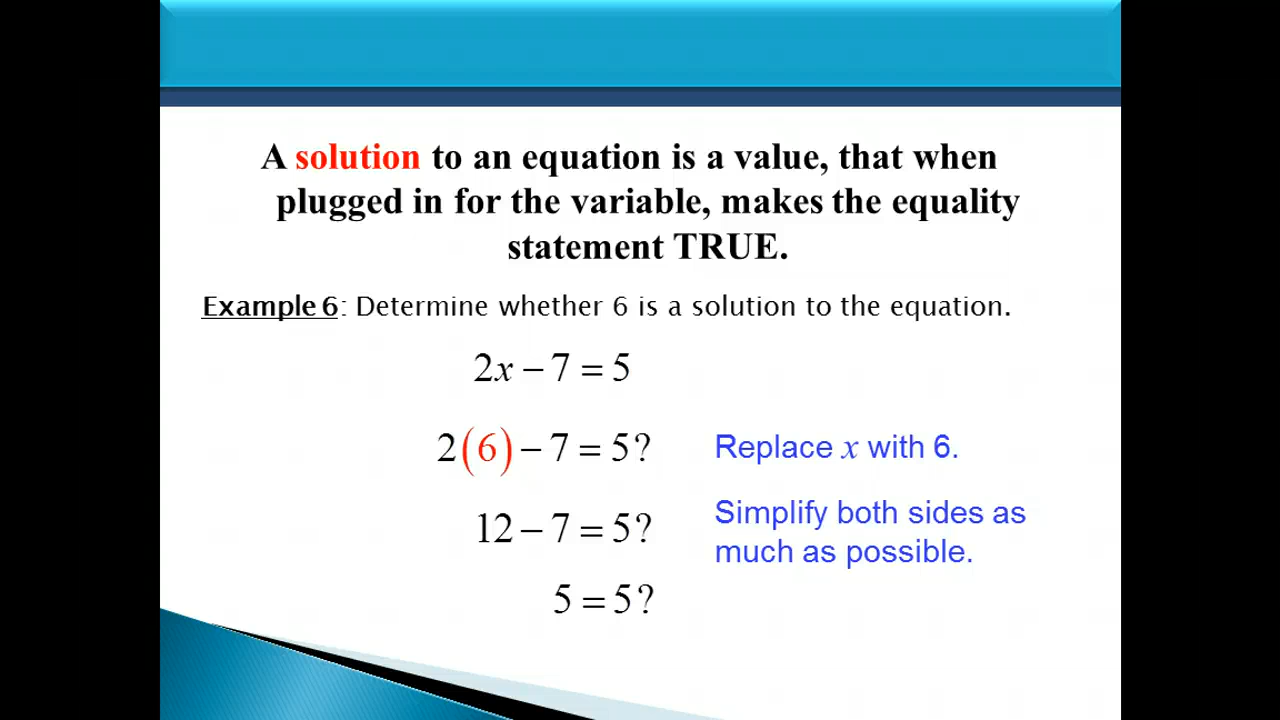 A solution to an equation is a value, that when
plugged in for the variable, makes the equality
statement TRUE.
Example 6: Determine whether 6 is a solution to the equation.
2x − 7 = 5
2(6) − 7 = 5? Replace x with 6.
12 − 7 = 5? Simplify both sides as
much as possible.
5 = 5?